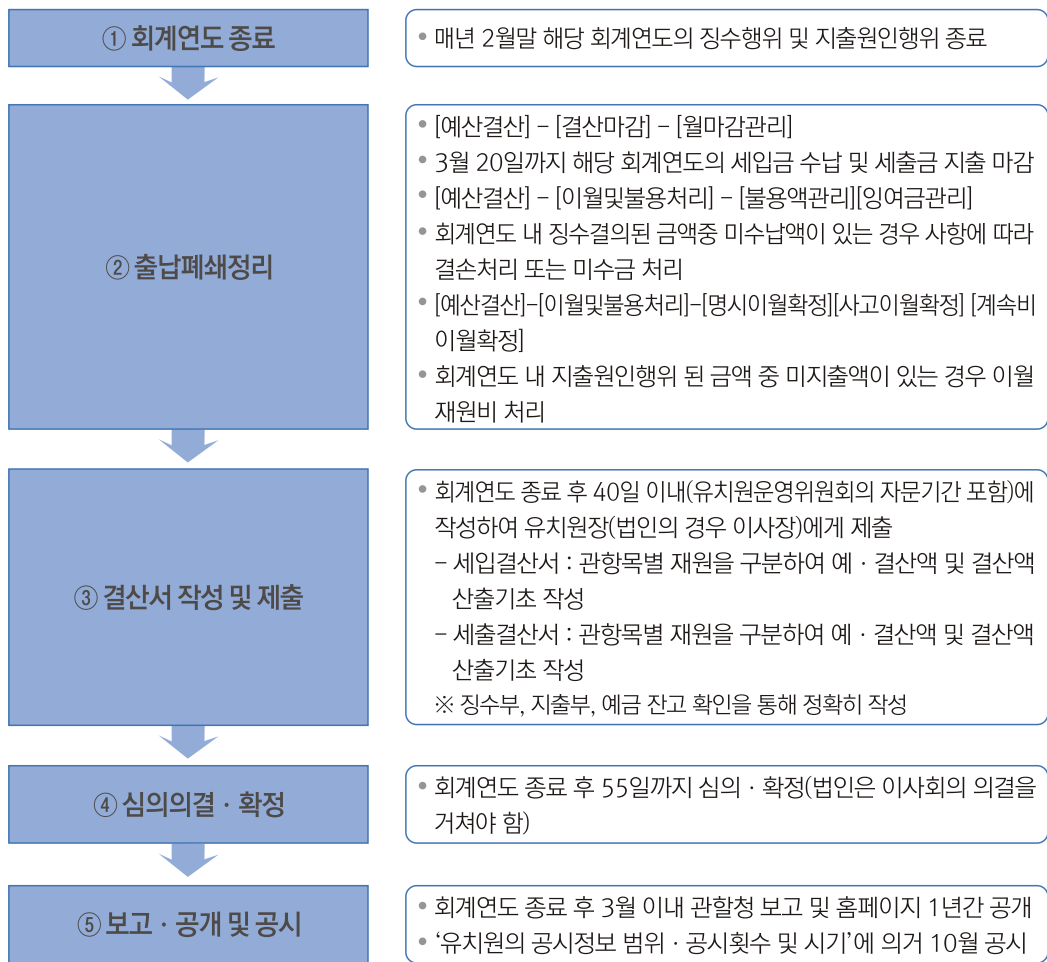 ① 회계연도 종료
• 매년 2월말 해당 회계연도의 징수행위 및 지출원인행위 종료
② 출납폐쇄정리
• [예산결산] – [결산마감] – [월마감관리]
• 3월 20일까지 해당 회계연도의 세입금 수납 및 세출금 지출 마감
• [예산결산] – [이월및불용처리] – [불용액관리][잉여금관리]
• 회계연도 내 징수결의된 금액중 미수납액이 있는 경우 사항에 따라
결손처리 또는 미수금 처리
• [예산결산]–[이월및불용처리]–[명시이월확정][사고이월확정] [계속비
이월확정]
• 회계연도 내 지출원인행위 된 금액 중 미지출액이 있는 경우 이월
재원비 처리
③ 결산서 작성 및 제출
• 회계연도 종료 후 40일 이내(유치원운영위원회의 자문기간 포함)에
작성하여 유치원장(법인의 경우 이사장)에게 제출
– 세입결산서 : 관항목별 재원을 구분하여 예 · 결산액 및 결산액
산출기초 작성
– 세출결산서 : 관항목별 재원을 구분하여 예 · 결산액 및 결산액
산출기초 작성
※ 징수부, 지출부, 예금 잔고 확인을 통해 정확히 작성
④ 심의의결 · 확정
• 회계연도 종료 후 55일까지 심의 · 확정(법인은 이사회의 의결을
거쳐야 함)
⑤ 보고 · 공개 및 공시
• 회계연도 종료 후 3월 이내 관할청 보고 및 홈페이지 1년간 공개
• ‘유치원의 공시정보 범위 · 공시횟수 및 시기’에 의거 10월 공시